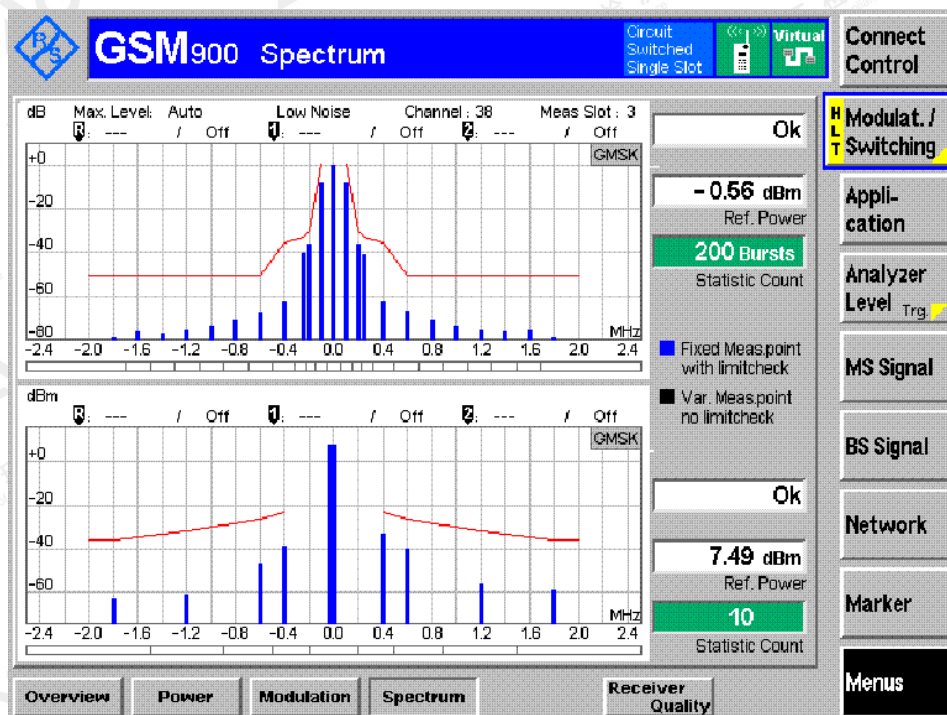 R&S
GSM900 Spectrum
Circuit Switched Single Slot
Virtual
Connect Control
dB Max. Level: Auto Low Noise Channel : 38 Meas Slot : 3
R : --- / Off 1 : --- / Off 2 : --- / Off
GMSK
+0
-20
-40
-60
-80
MHz
-2.4 -2.0 -1.6 -1.2 -0.8 -0.4 0.0 0.4 0.8 1.2 1.6 2.0 2.4
Ok
- 0.56 dBm
Ref. Power
200 Bursts
Statistic Count
Fixed Meas.point
with limitcheck
Var. Meas.point
no limitcheck
dBm
R : --- / Off 1 : --- / Off 2 : --- / Off
GMSK
+0
-20
-40
-60
MHz
-2.4 -2.0 -1.6 -1.2 -0.8 -0.4 0.0 0.4 0.8 1.2 1.6 2.0 2.4
Ok
7.49 dBm
Ref. Power
10
Statistic Count
HLT
Modulat. /
Switching
Appli-
cation
Analyzer
Level Trg.
MS Signal
BS Signal
Network
Marker
Menus
Overview Power Modulation Spectrum Receiver
Quality